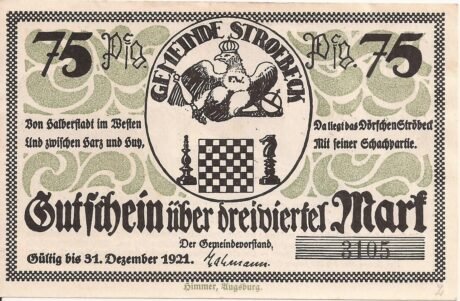 75 Pfg. GEMEINDE STROEBECK Pfg. 75
F.W.
Von Halberstadt im Westen
Und zwischen Harz und Huy,
Da liegt das Dörfchen Ströbeck
Mit seiner Schachpartie.
Gutschein über dreiviertel Mark
Der Gemeindevorstand,
Gültig bis 31. Dezember 1921.
3105
Himmer, Augsburg.